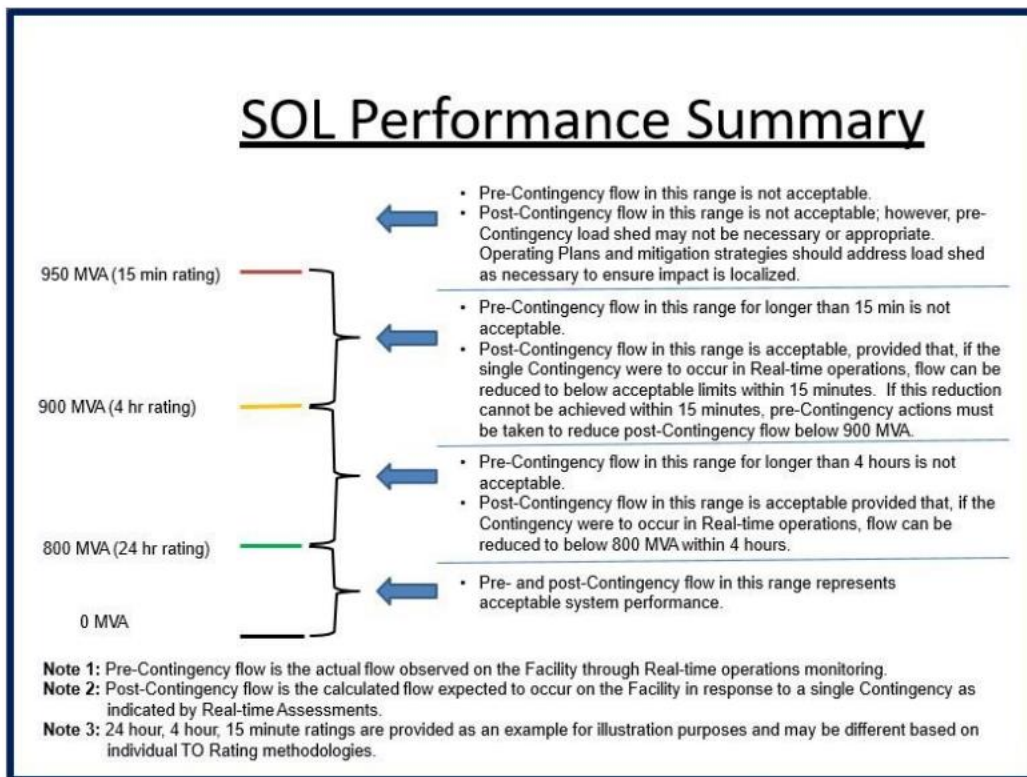 SOL Performance Summary
• Pre-Contingency flow in this range is not acceptable.
• Post-Contingency flow in this range is not acceptable; however, pre-
Contingency load shed may not be necessary or appropriate.
Operating Plans and mitigation strategies should address load shed
as necessary to ensure impact is localized.
950 MVA (15 min rating)
• Pre-Contingency flow in this range for longer than 15 min is not
acceptable.
• Post-Contingency flow in this range is acceptable, provided that, if the
single Contingency were to occur in Real-time operations, flow can be
reduced to below acceptable limits within 15 minutes. If this reduction
cannot be achieved within 15 minutes, pre-Contingency actions must
be taken to reduce post-Contingency flow below 900 MVA.
900 MVA (4 hr rating)
• Pre-Contingency flow in this range for longer than 4 hours is not
acceptable.
• Post-Contingency flow in this range is acceptable provided that, if the
Contingency were to occur in Real-time operations, flow can be
reduced to below 800 MVA within 4 hours.
800 MVA (24 hr rating)
• Pre- and post-Contingency flow in this range represents
acceptable system performance.
0 MVA
Note 1: Pre-Contingency flow is the actual flow observed on the Facility through Real-time operations monitoring.
Note 2: Post-Contingency flow is the calculated flow expected to occur on the Facility in response to a single Contingency as
indicated by Real-time Assessments.
Note 3: 24 hour, 4 hour, 15 minute ratings are provided as an example for illustration purposes and may be different based on
individual TO Rating methodologies.